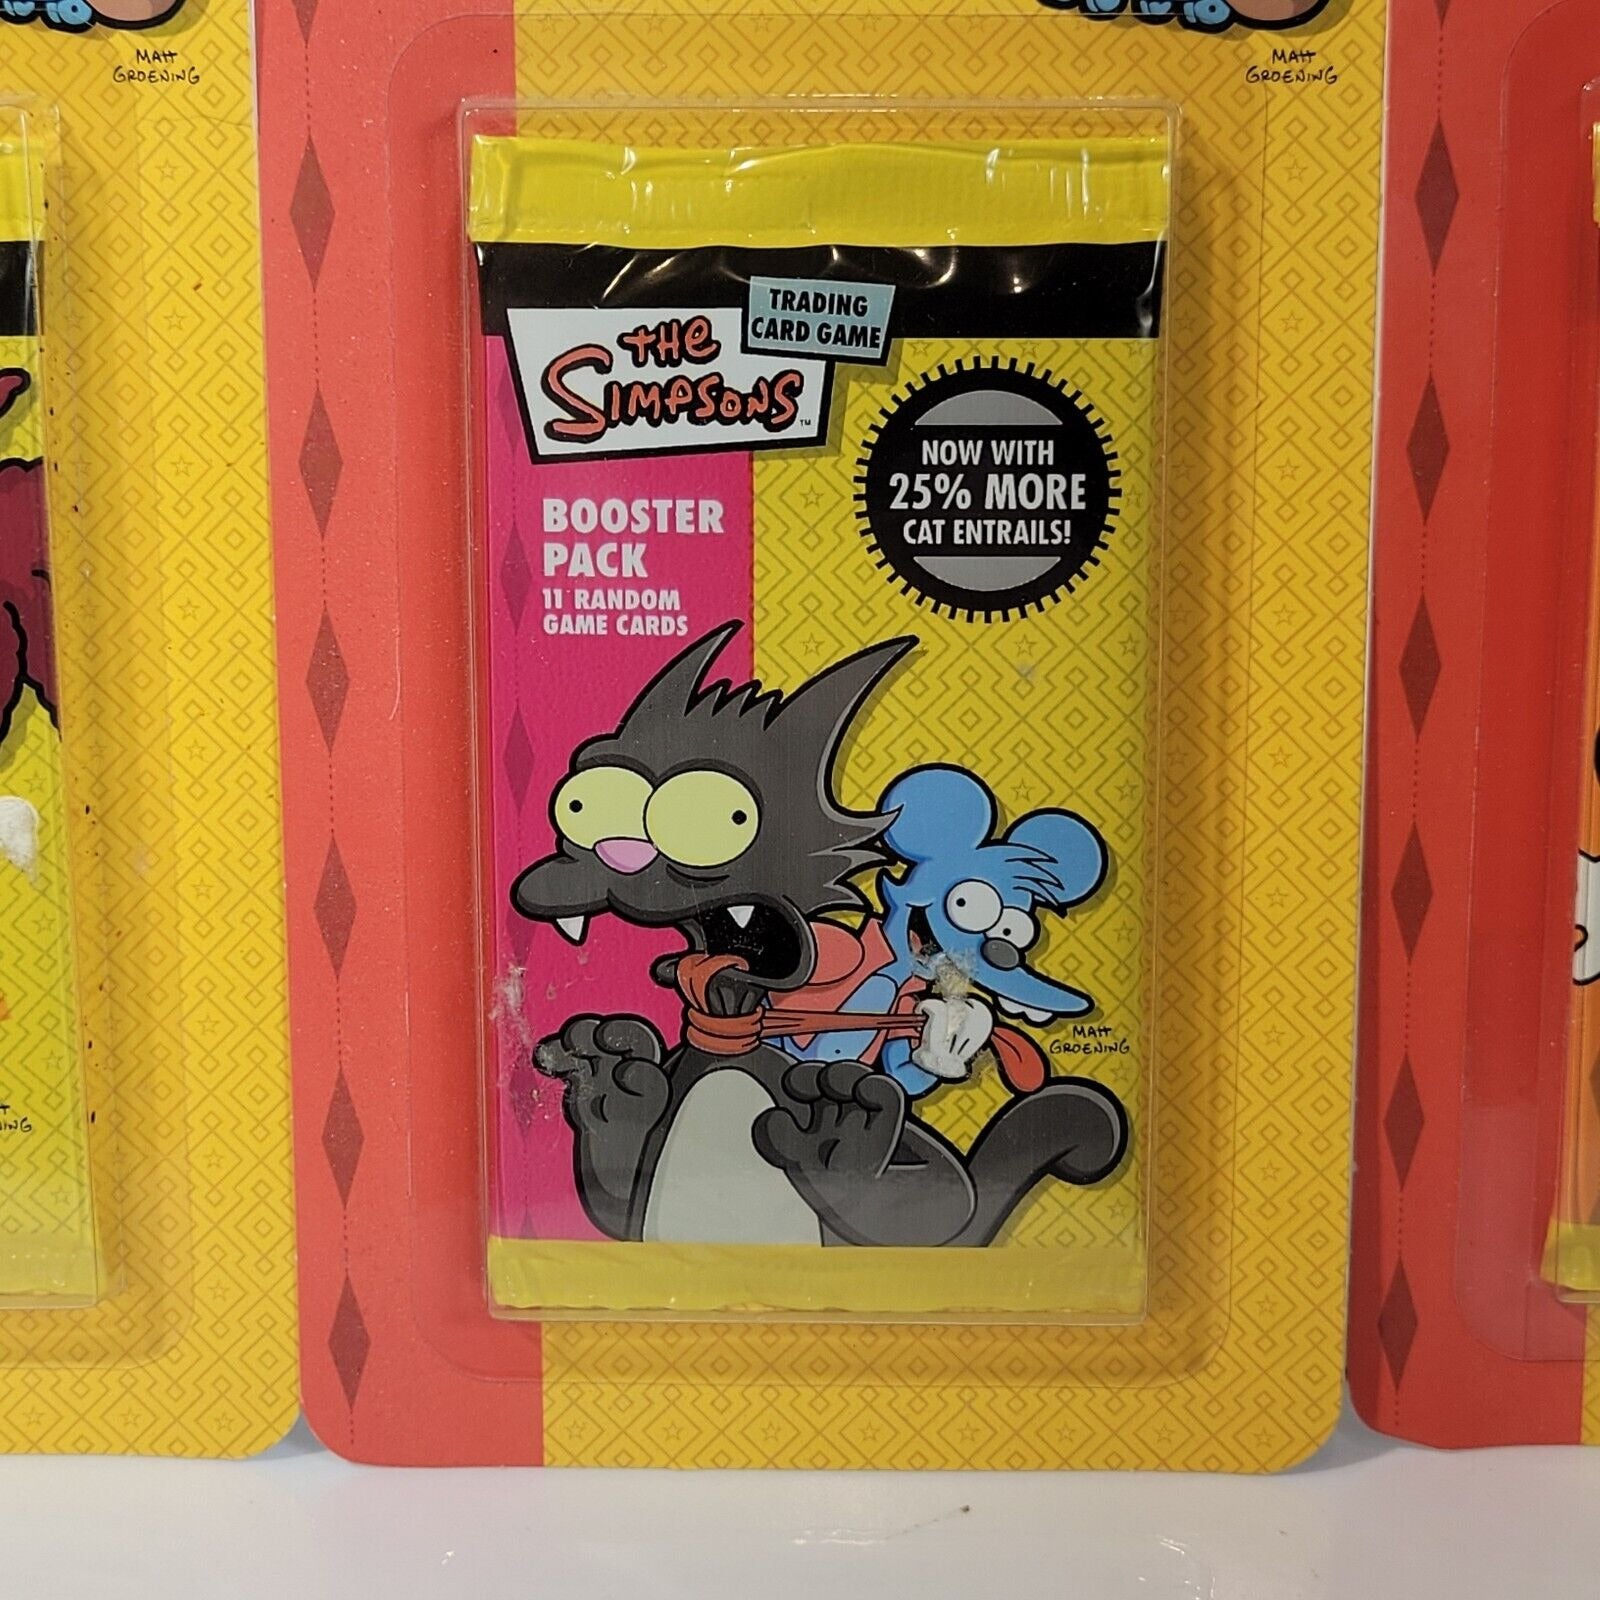 MATT
GROENING
MATT
GROENING
TRADING
CARD GAME
THE
SIMPSONS™
NOW WITH
25% MORE
CAT ENTRAILS!
BOOSTER
PACK
11 RANDOM
GAME CARDS
MATT
GROENING